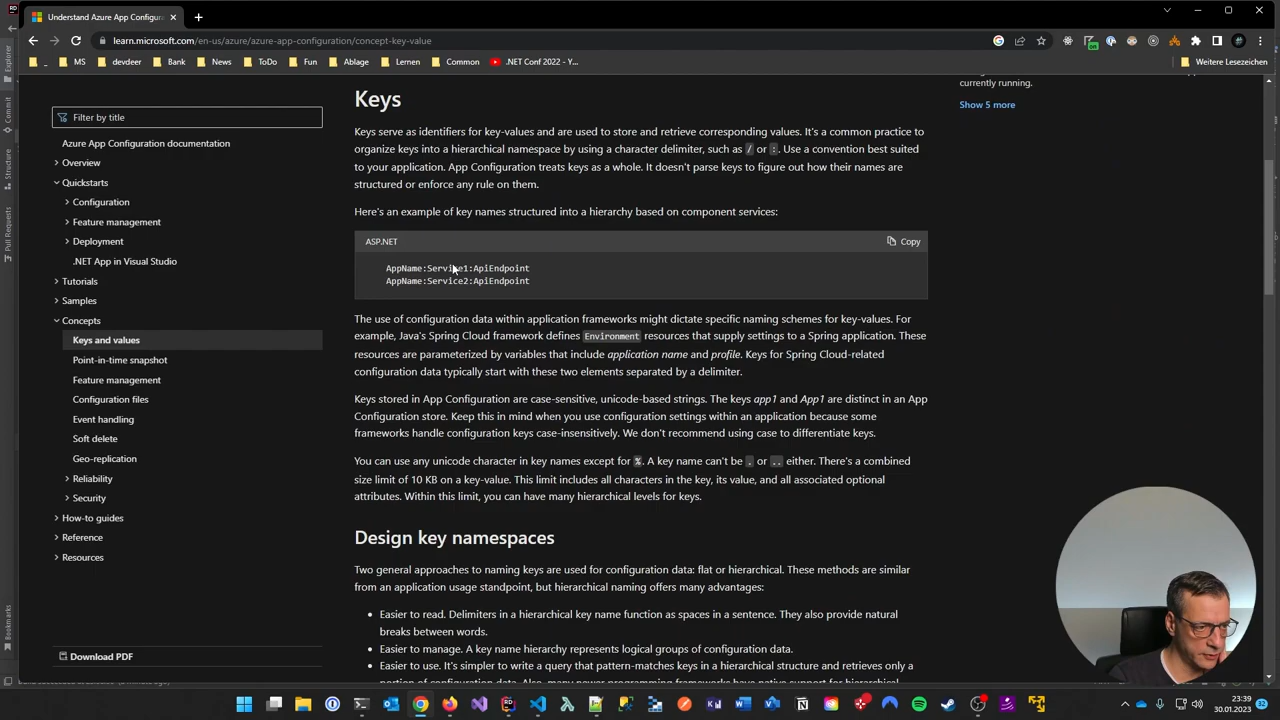 Understand Azure App Configura
learn.microsoft.com/en-us/azure/azure-app-configuration/concept-key-value
MS
devdeer
Bank
News
ToDo
Fun
Ablage
Lernen
Common
.NET Conf 2022 - "Y...
Weitere Lesezeichen
Explorer
Commit
Structure
Pull Requests
Bookmarks
Filter by title
Azure App Configuration documentation
Overview
Quickstarts
Configuration
Feature management
Deployment
.NET App in Visual Studio
Tutorials
Samples
Concepts
Keys and values
Point-in-time snapshot
Feature management
Configuration files
Event handling
Soft delete
Geo-replication
Reliability
Security
How-to guides
Reference
Resources
Download PDF
Keys
Keys serve as identifiers for key-values and are used to store and retrieve corresponding values. It's a common practice to
organize keys into a hierarchical namespace by using a character delimiter, such as / or :. Use a convention best suited
to your application. App Configuration treats keys as a whole. It doesn't parse keys to figure out how their names are
structured or enforce any rule on them.
Here's an example of key names structured into a hierarchy based on component services:
ASP.NET
Copy
AppName:Service1:ApiEndpoint
AppName:Service2:ApiEndpoint
The use of configuration data within application frameworks might dictate specific naming schemes for key-values. For
example, Java's Spring Cloud framework defines Environment resources that supply settings to a Spring application. These
resources are parameterized by variables that include application name and profile. Keys for Spring Cloud-related
configuration data typically start with these two elements separated by a delimiter.
Keys stored in App Configuration are case-sensitive, unicode-based strings. The keys app1 and App1 are distinct in an App
Configuration store. Keep this in mind when you use configuration settings within an application because some
frameworks handle configuration keys case-insensitively. We don't recommend using case to differentiate keys.
You can use any unicode character in key names except for %. A key name can't be . or .. either. There's a combined
size limit of 10 KB on a key-value. This limit includes all characters in the key, its value, and all associated optional
attributes. Within this limit, you can have many hierarchical levels for keys.
Design key namespaces
Two general approaches to naming keys are used for configuration data: flat or hierarchical. These methods are similar
from an application usage standpoint, but hierarchical naming offers many advantages:
• Easier to read. Delimiters in a hierarchical key name function as spaces in a sentence. They also provide natural
breaks between words.
• Easier to manage. A key name hierarchy represents logical groups of configuration data.
• Easier to use. It's simpler to write a query that pattern-matches keys in a hierarchical structure and retrieves only a
portion of configuration data. Also, many newer programming frameworks have native support for hierarchical
currently running.
Show 5 more
23:39
30.01.2023